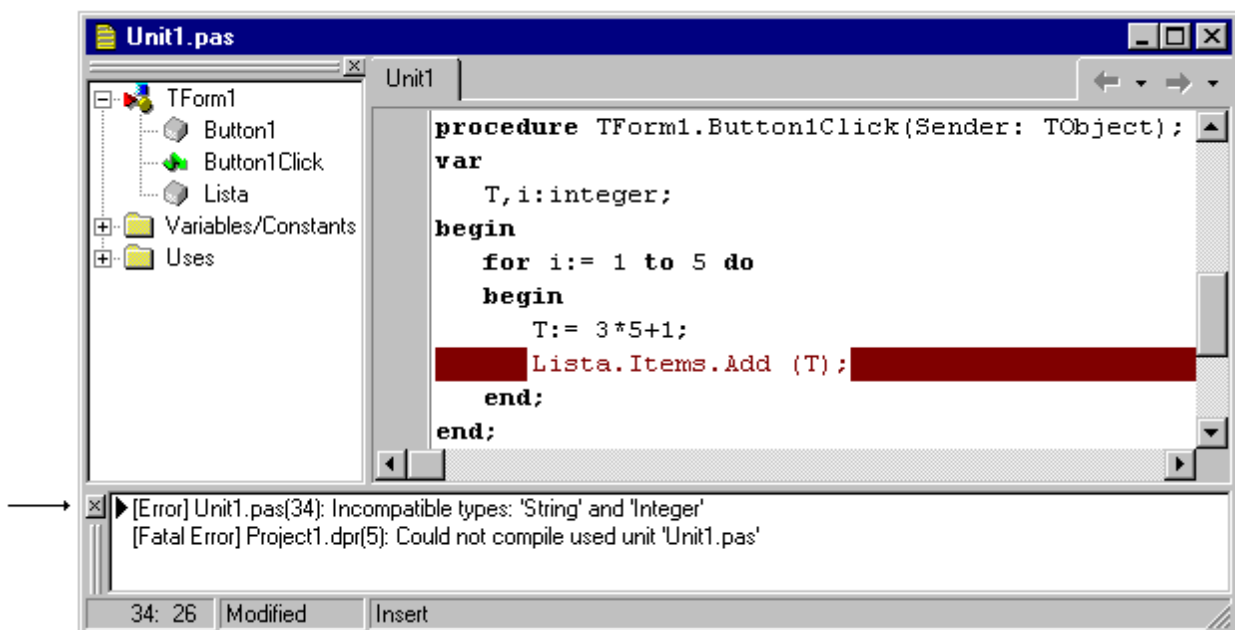 Unit1.pas
TForm1
Button1
Button1Click
Lista
Variables/Constants
Uses
Unit1
procedure TForm1.Button1Click(Sender: TObject);
var
T,i:integer;
begin
for i:= 1 to 5 do
begin
T:= 3*5+1;
Lista.Items.Add (T);
end;
end;
[Error] Unit1.pas(34): Incompatible types: 'String' and 'Integer'
[Fatal Error] Project1.dpr(5): Could not compile used unit 'Unit1.pas'
34: 26 Modified Insert